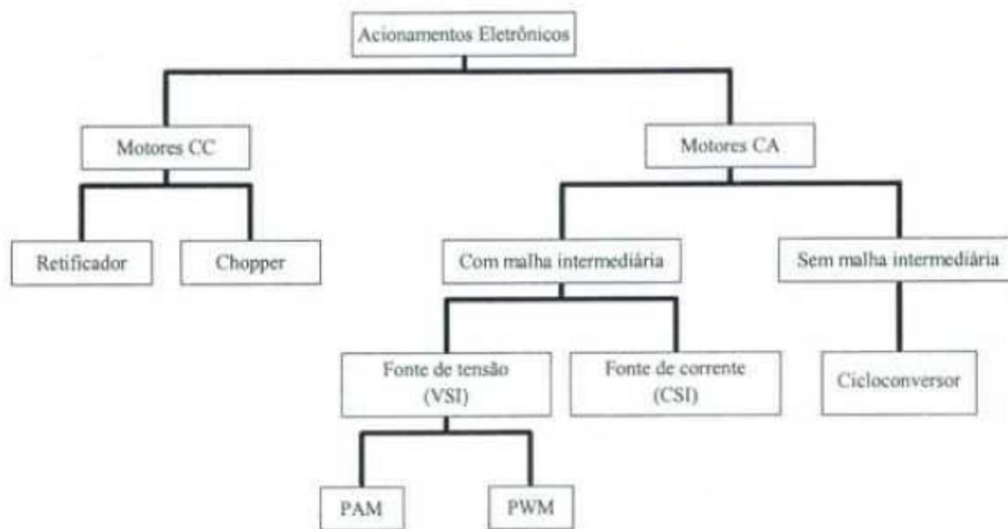 Acionamentos Eletrônicos
Motores CC
Motores CA
Retificador
Chopper
Com malha intermediária
Sem malha intermediária
Fonte de tensão
(VSI)
Fonte de corrente
(CSI)
Cicloconversor
PAM
PWM